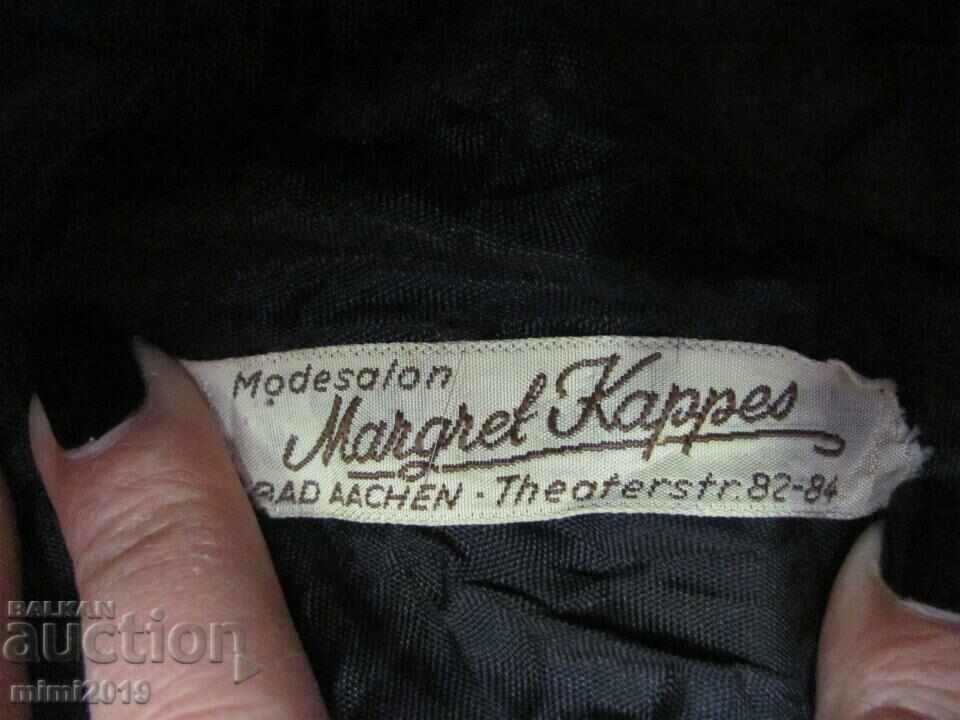 Modesalon
Margret Kappes
BAD AACHEN - Theaterstr. 82-84
BALKAN
auction
mimi2019